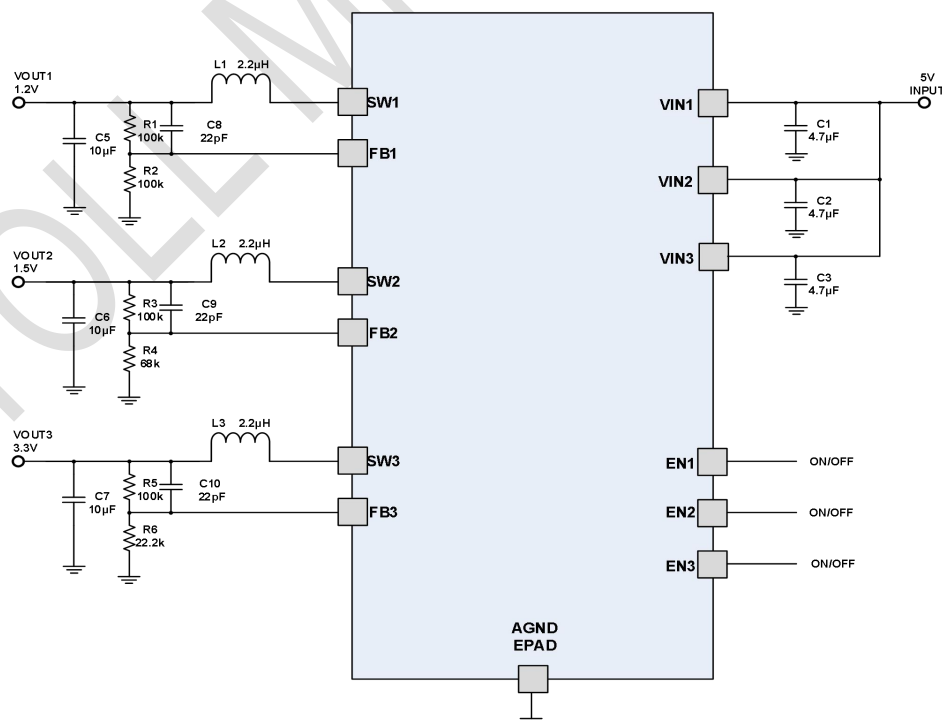 VOUT1
1.2V
L1 2.2µH
C5
10µF
R1
100k
C8
22pF
R2
100k
SW1
FB1
VOUT2
1.5V
L2 2.2µH
C6
10µF
R3
100k
C9
22pF
R4
68k
SW2
FB2
VOUT3
3.3V
L3 2.2µH
C7
10µF
R5
100k
C10
22pF
R6
22.2k
SW3
FB3
VIN1
5V
INPUT
C1
4.7µF
VIN2
C2
4.7µF
VIN3
C3
4.7µF
EN1
ON/OFF
EN2
ON/OFF
EN3
ON/OFF
AGND
EPAD